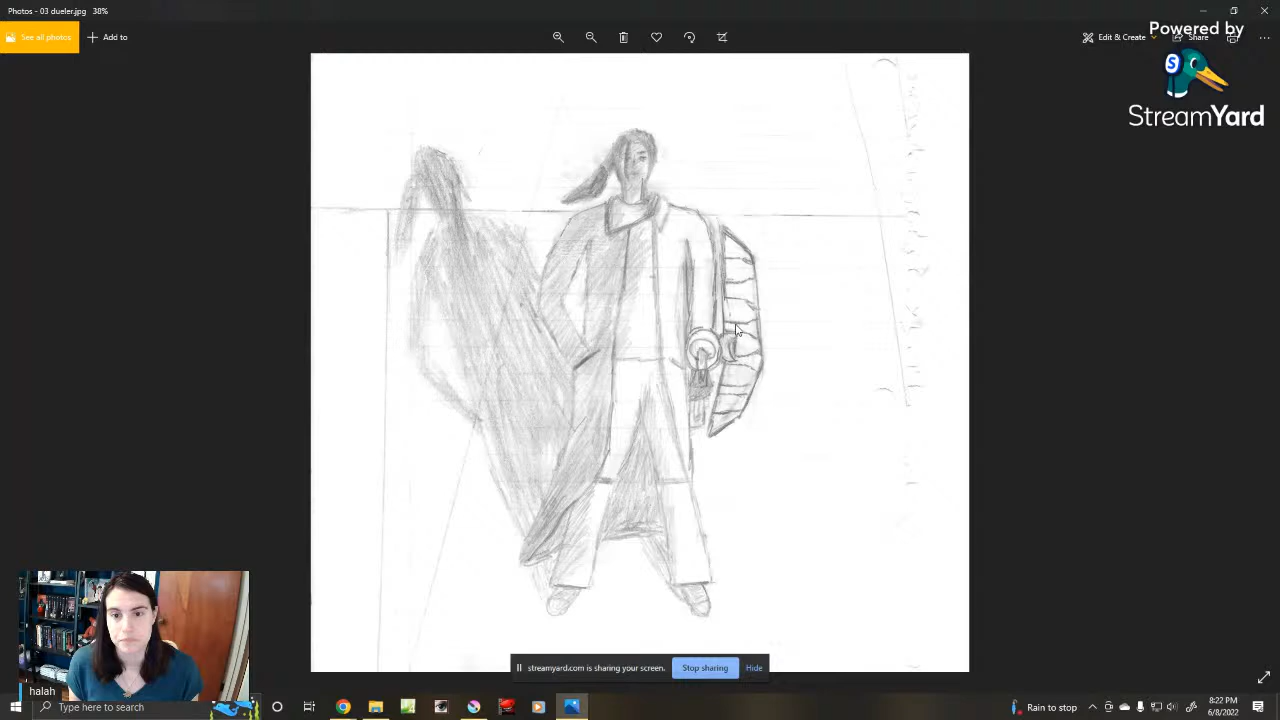 Photos - 03 dueler.jpg 38%
See all photos
Add to
Edit & Create
Share
Powered by
S
StreamYard
streamyard.com is sharing your screen.
Stop sharing
Hide
halah
Type here to search
Rain to stop
8:22 PM
6/8/2022